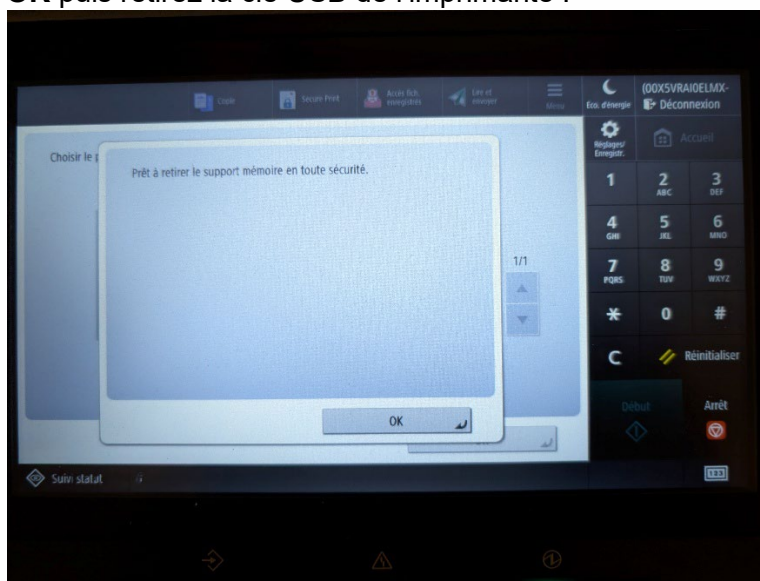 OK puis retirez la clé USB de l'imprimante :
Copie
Secure Print
Accès fich. enregistrés
Lire et envoyer
Menu
Eco. d'énergie
(00X5VRAI0ELMX-
Déconnexion
Réglages/
Enregistr.
Accueil
Choisir le
Prêt à retirer le support mémoire en toute sécurité.
1
2
ABC
3
DEF
4
GHI
5
JKL
6
MNO
1/1
7
PQRS
8
TUV
9
WXYZ
*
0
#
C
Réinitialiser
OK
Début
Arrêt
Suivi statut
123